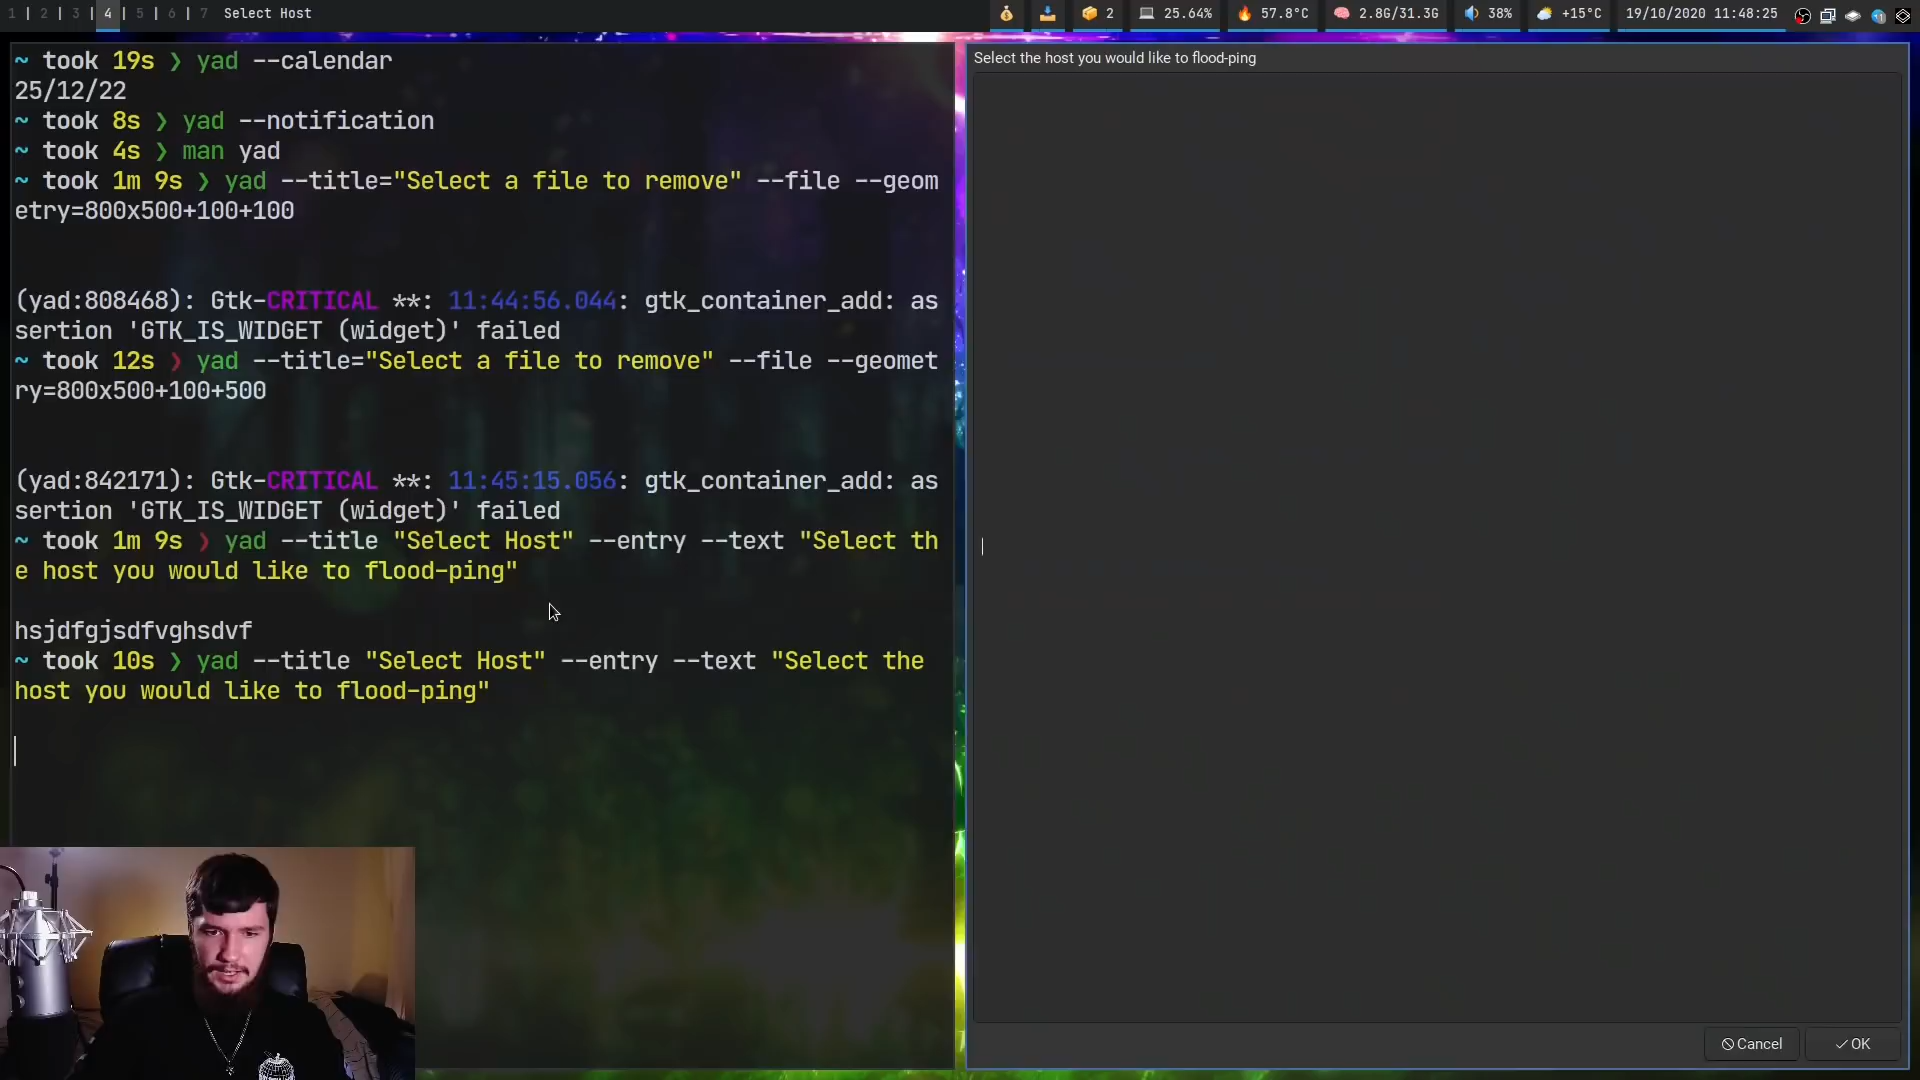 1 | 2 | 3 | 4 | 5 | 6 | 7 Select Host
2 25.64% 57.8°C 2.8G/31.3G 38% +15°C 19/10/2020 11:48:25
~ took 19s ❯ yad --calendar
25/12/22
~ took 8s ❯ yad --notification
~ took 4s ❯ man yad
~ took 1m 9s ❯ yad --title="Select a file to remove" --file --geom
etry=800x500+100+100
(yad:808468): Gtk-CRITICAL **: 11:44:56.044: gtk_container_add: as
sertion 'GTK_IS_WIDGET (widget)' failed
~ took 12s ❯ yad --title="Select a file to remove" --file --geomet
ry=800x500+100+500
(yad:842171): Gtk-CRITICAL **: 11:45:15.056: gtk_container_add: as
sertion 'GTK_IS_WIDGET (widget)' failed
~ took 1m 9s ❯ yad --title "Select Host" --entry --text "Select th
e host you would like to flood-ping"
hsjdfgjsdfvghsdvf
~ took 10s ❯ yad --title "Select Host" --entry --text "Select the
host you would like to flood-ping"
Select the host you would like to flood-ping
Cancel OK